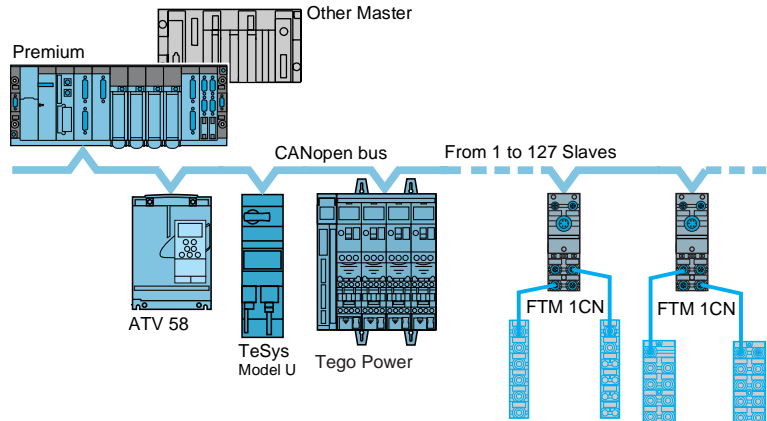 Other Master
Premium
CANopen bus
From 1 to 127 Slaves
ATV 58
TeSys
Model U
Tego Power
FTM 1CN
FTM 1CN